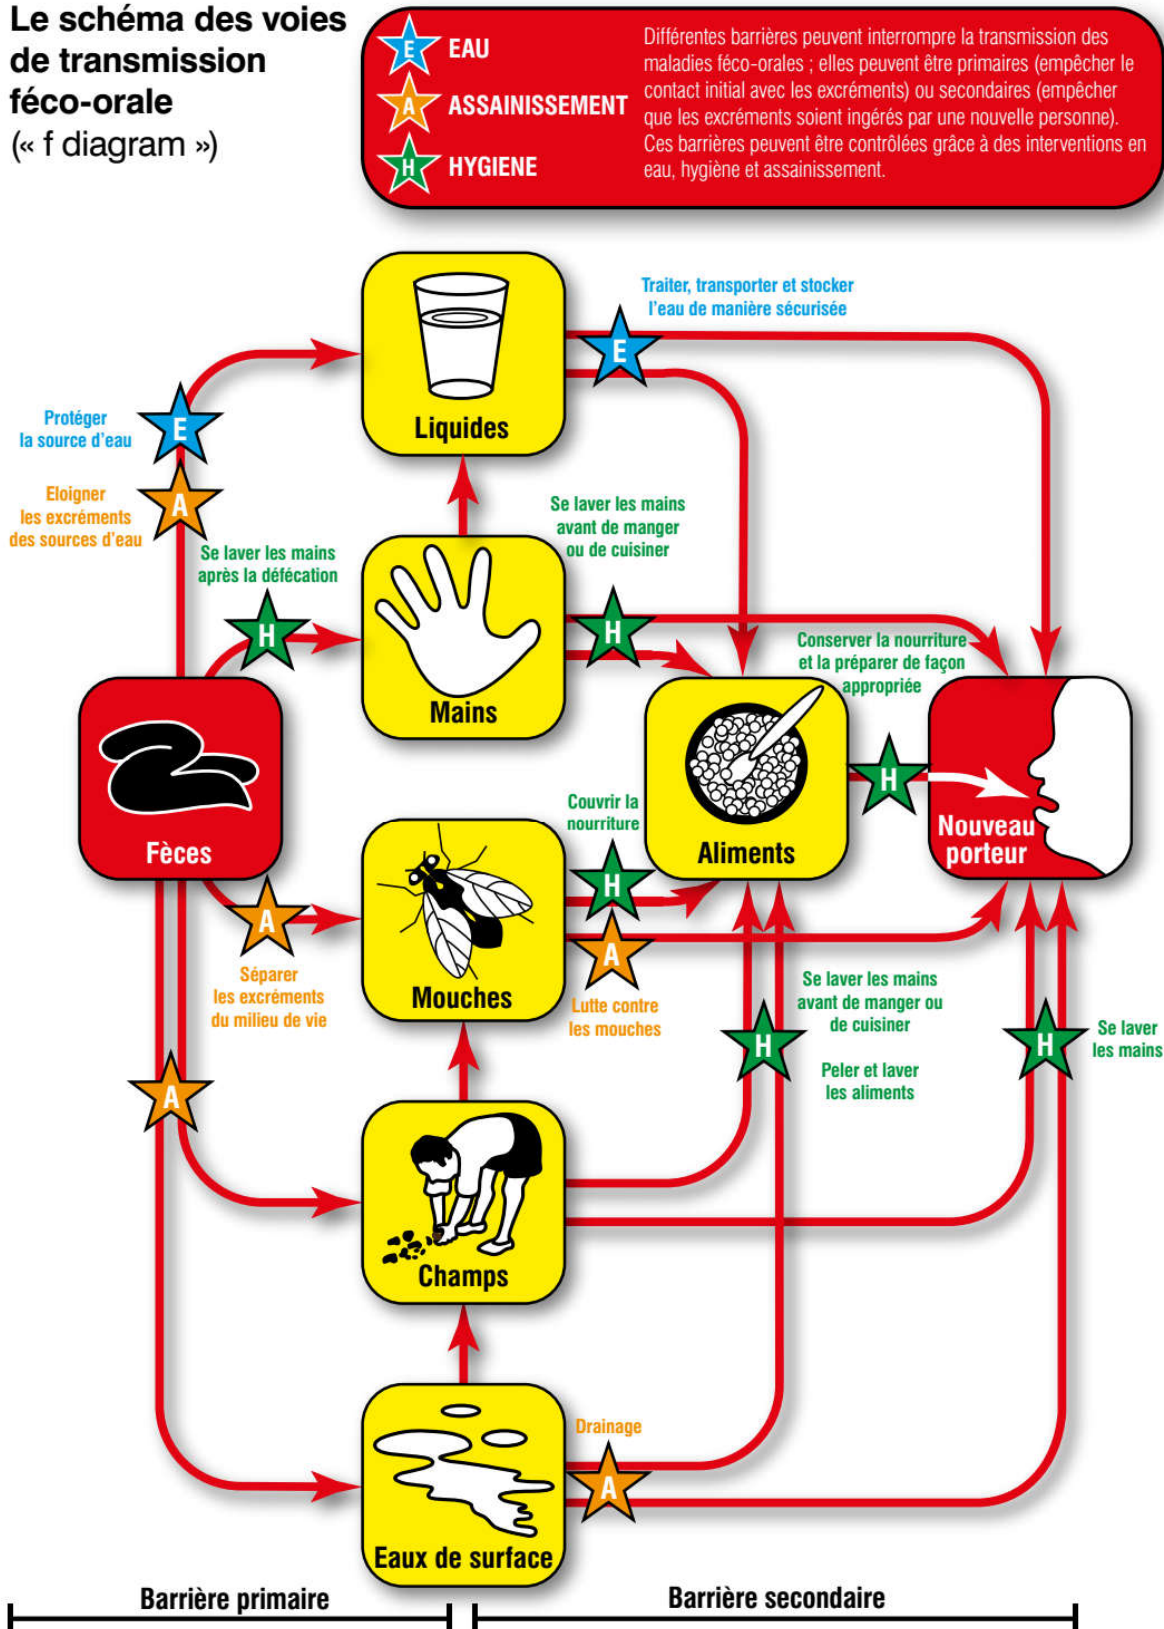 Le schéma des voies
de transmission
féco-orale
(« f diagram »)
E EAU
A ASSAINISSEMENT
H HYGIENE
Différentes barrières peuvent interrompre la transmission des
maladies féco-orales ; elles peuvent être primaires (empêcher le
contact initial avec les excréments) ou secondaires (empêcher
que les excréments soient ingérés par une nouvelle personne).
Ces barrières peuvent être contrôlées grâce à des interventions en
eau, hygiène et assainissement.
Traiter, transporter et stocker
l'eau de manière sécurisée
E
Liquides
Protéger
la source d'eau
E
Eloigner
les excréments
des sources d'eau
A
Se laver les mains
après la défécation
H
Se laver les mains
avant de manger
ou de cuisiner
H
Mains
Conserver la nourriture
et la préparer de façon
appropriée
H
Fèces
Aliments
Nouveau
porteur
Couvrir la
nourriture
H
A
Séparer
les excréments
du milieu de vie
Mouches
A
Lutte contre
les mouches
Se laver les mains
avant de manger ou
de cuisiner
H
Peler et laver
les aliments
H
Se laver
les mains
A
Champs
Drainage
A
Eaux de surface
Barrière primaire
Barrière secondaire